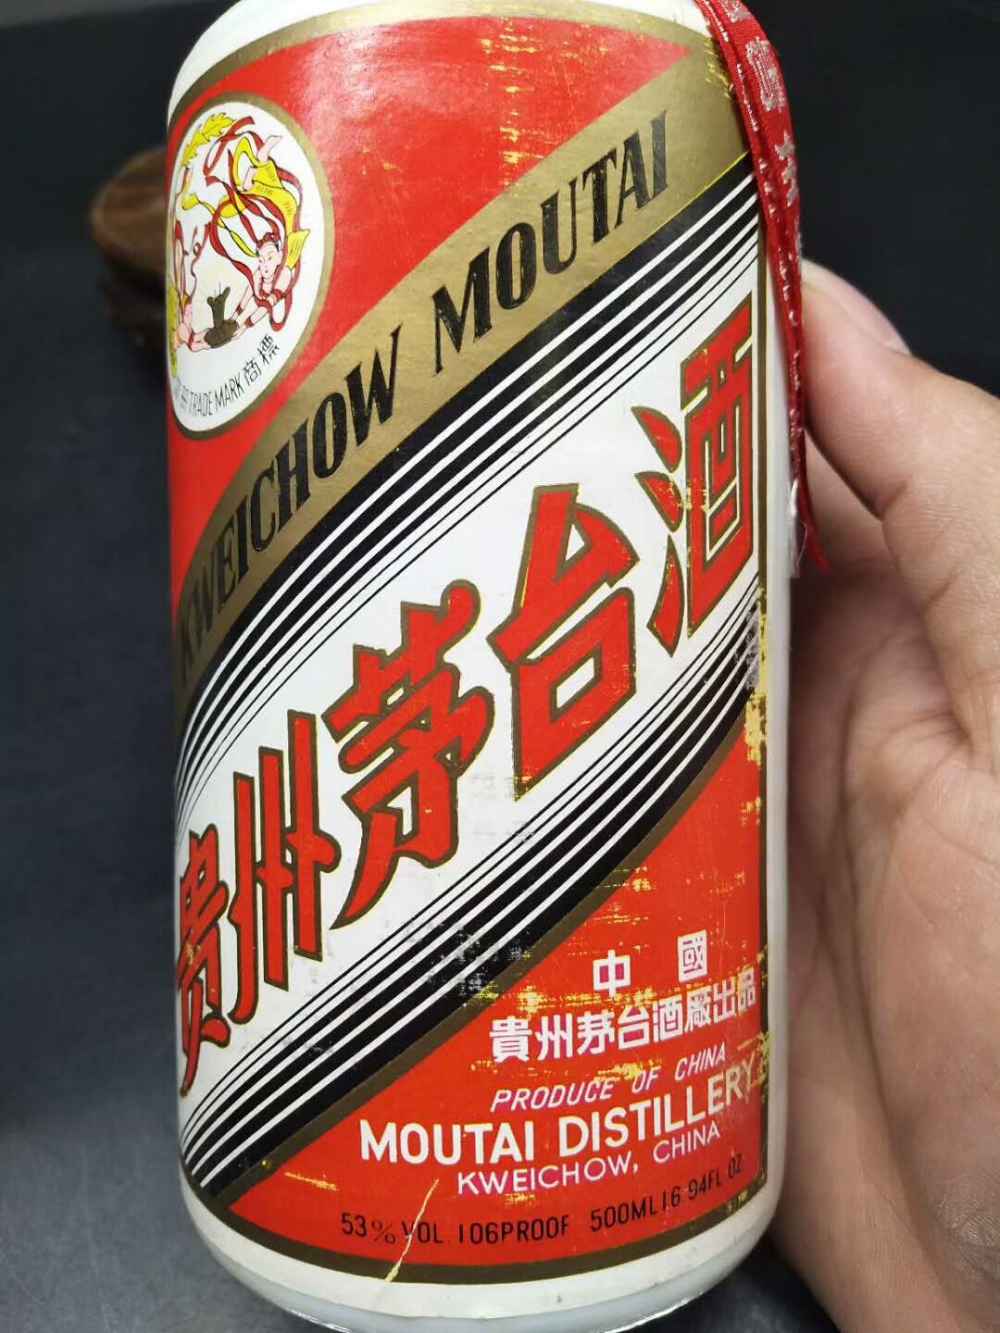 TRADE MARK 商標
KWEICHOW MOUTAI
貴州茅台酒
中國
貴州茅台酒廠出品
PRODUCE OF CHINA
MOUTAI DISTILLERY
KWEICHOW, CHINA
53% VOL 106PROOF 500ML 16.94FL OZ